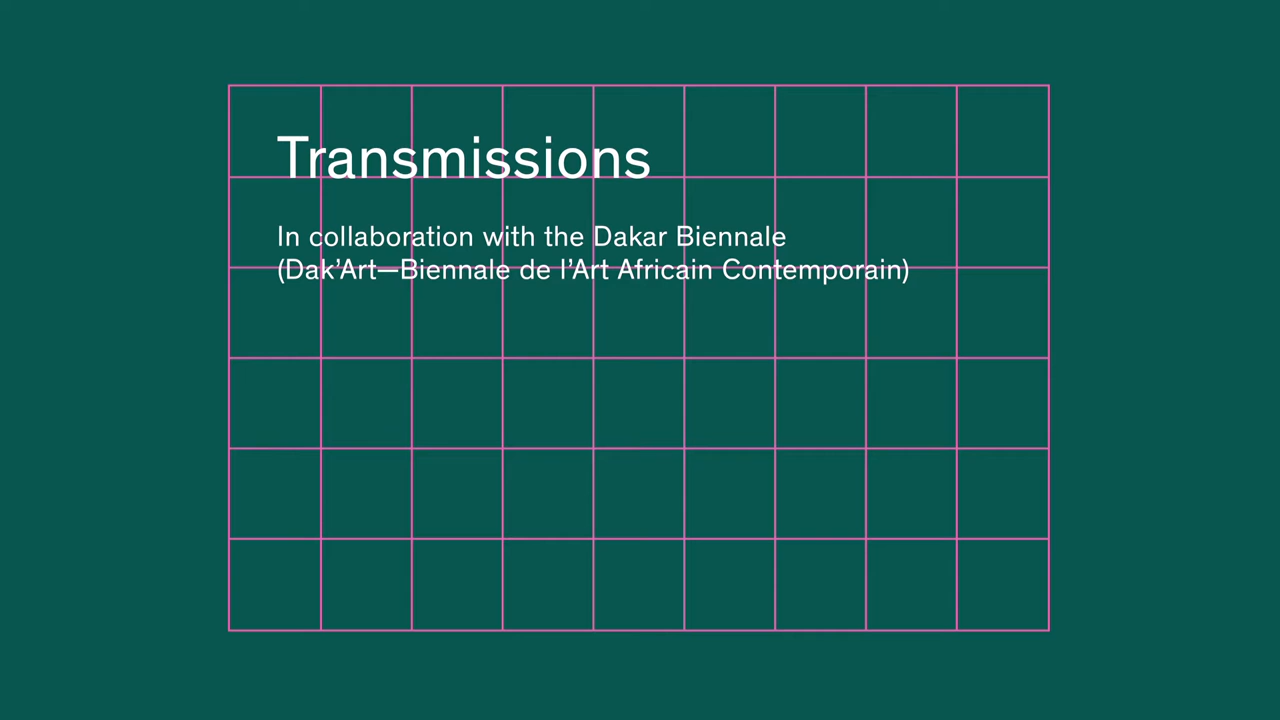 Transmissions
In collaboration with the Dakar Biennale
(Dak’Art—Biennale de l’Art Africain Contemporain)